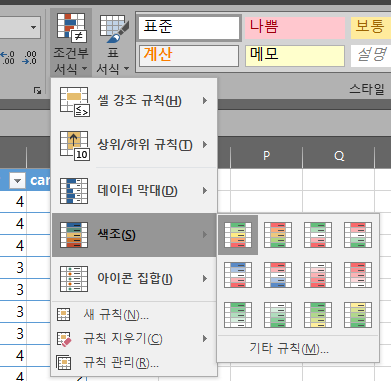 조건부
서식
표
서식
표준
나쁨
보통
계산
메모
설명
스타일
셀 강조 규칙(H)
상위/하위 규칙(T)
10
데이터 막대(D)
색조(S)
아이콘 집합(I)
새 규칙(N)...
규칙 지우기(C)
규칙 관리(R)...
기타 규칙(M)...
P
Q
car
4
4
4
3
3
3
3
3